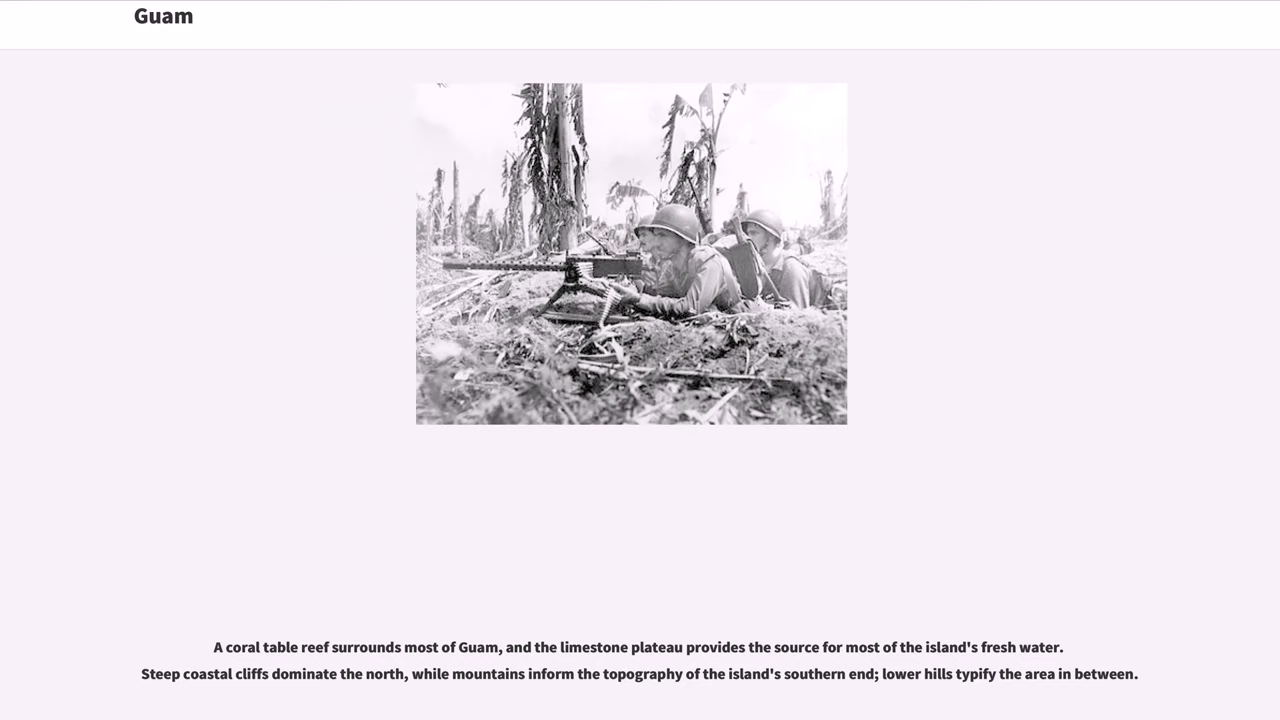 Guam
A coral table reef surrounds most of Guam, and the limestone plateau provides the source for most of the island's fresh water.
Steep coastal cliffs dominate the north, while mountains inform the topography of the island's southern end; lower hills typify the area in between.